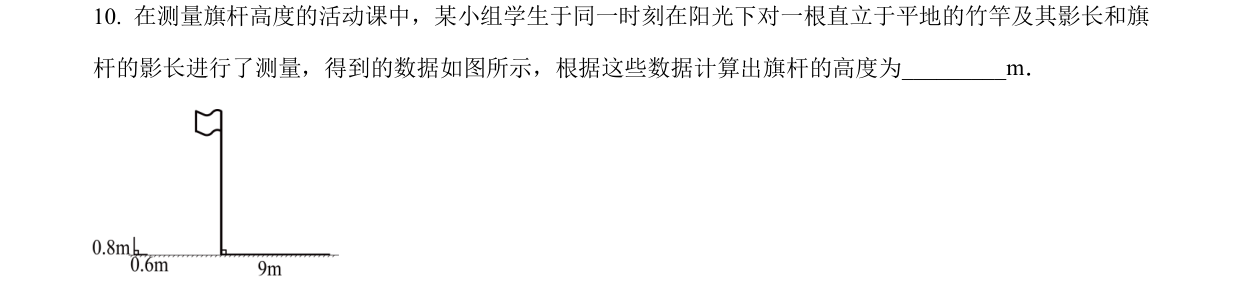 10. 在测量旗杆高度的活动课中，某小组学生于同一时刻在阳光下对一根直立于平地的竹竿及其影长和旗
杆的影长进行了测量，得到的数据如图所示，根据这些数据计算出旗杆的高度为_________m.
0.8m
0.6m
9m